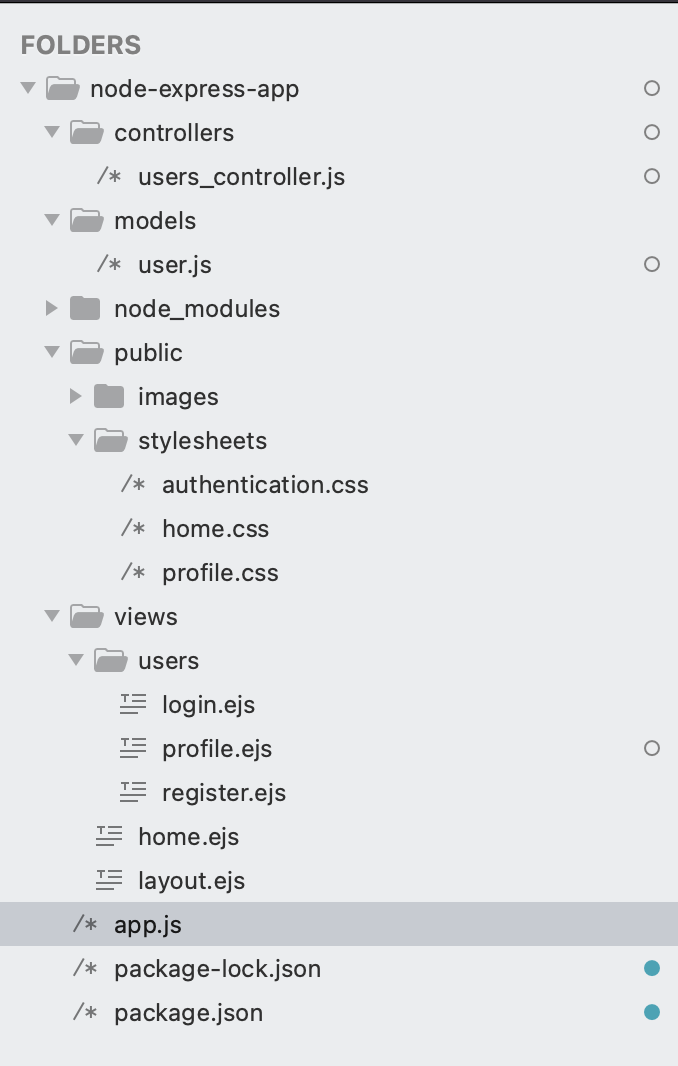 FOLDERS
node-express-app
controllers
/* users_controller.js
models
/* user.js
node_modules
public
images
stylesheets
/* authentication.css
/* home.css
/* profile.css
views
users
login.ejs
profile.ejs
register.ejs
home.ejs
layout.ejs
/* app.js
/* package-lock.json
/* package.json